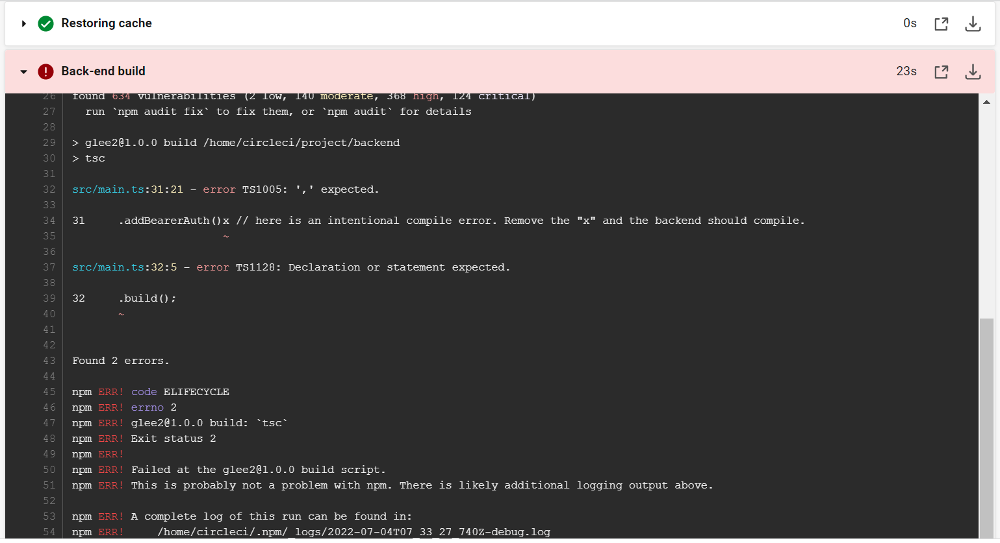 Restoring cache 0s
Back-end build 23s
26 found 634 vulnerabilities (2 low, 140 moderate, 368 high, 124 critical)
27 run `npm audit fix` to fix them, or `npm audit` for details
28
29 > glee2@1.0.0 build /home/circleci/project/backend
30 > tsc
31
32 src/main.ts:31:21 - error TS1005: ',' expected.
33
34 31 .addBearerAuth()x // here is an intentional compile error. Remove the "x" and the backend should compile.
35 ~
36
37 src/main.ts:32:5 - error TS1128: Declaration or statement expected.
38
39 32 .build();
40 ~
41
42
43 Found 2 errors.
44
45 npm ERR! code ELIFECYCLE
46 npm ERR! errno 2
47 npm ERR! glee2@1.0.0 build: `tsc`
48 npm ERR! Exit status 2
49 npm ERR!
50 npm ERR! Failed at the glee2@1.0.0 build script.
51 npm ERR! This is probably not a problem with npm. There is likely additional logging output above.
52
53 npm ERR! A complete log of this run can be found in:
54 npm ERR! /home/circleci/.npm/_logs/2022-07-04T07_33_27_740Z-debug.log